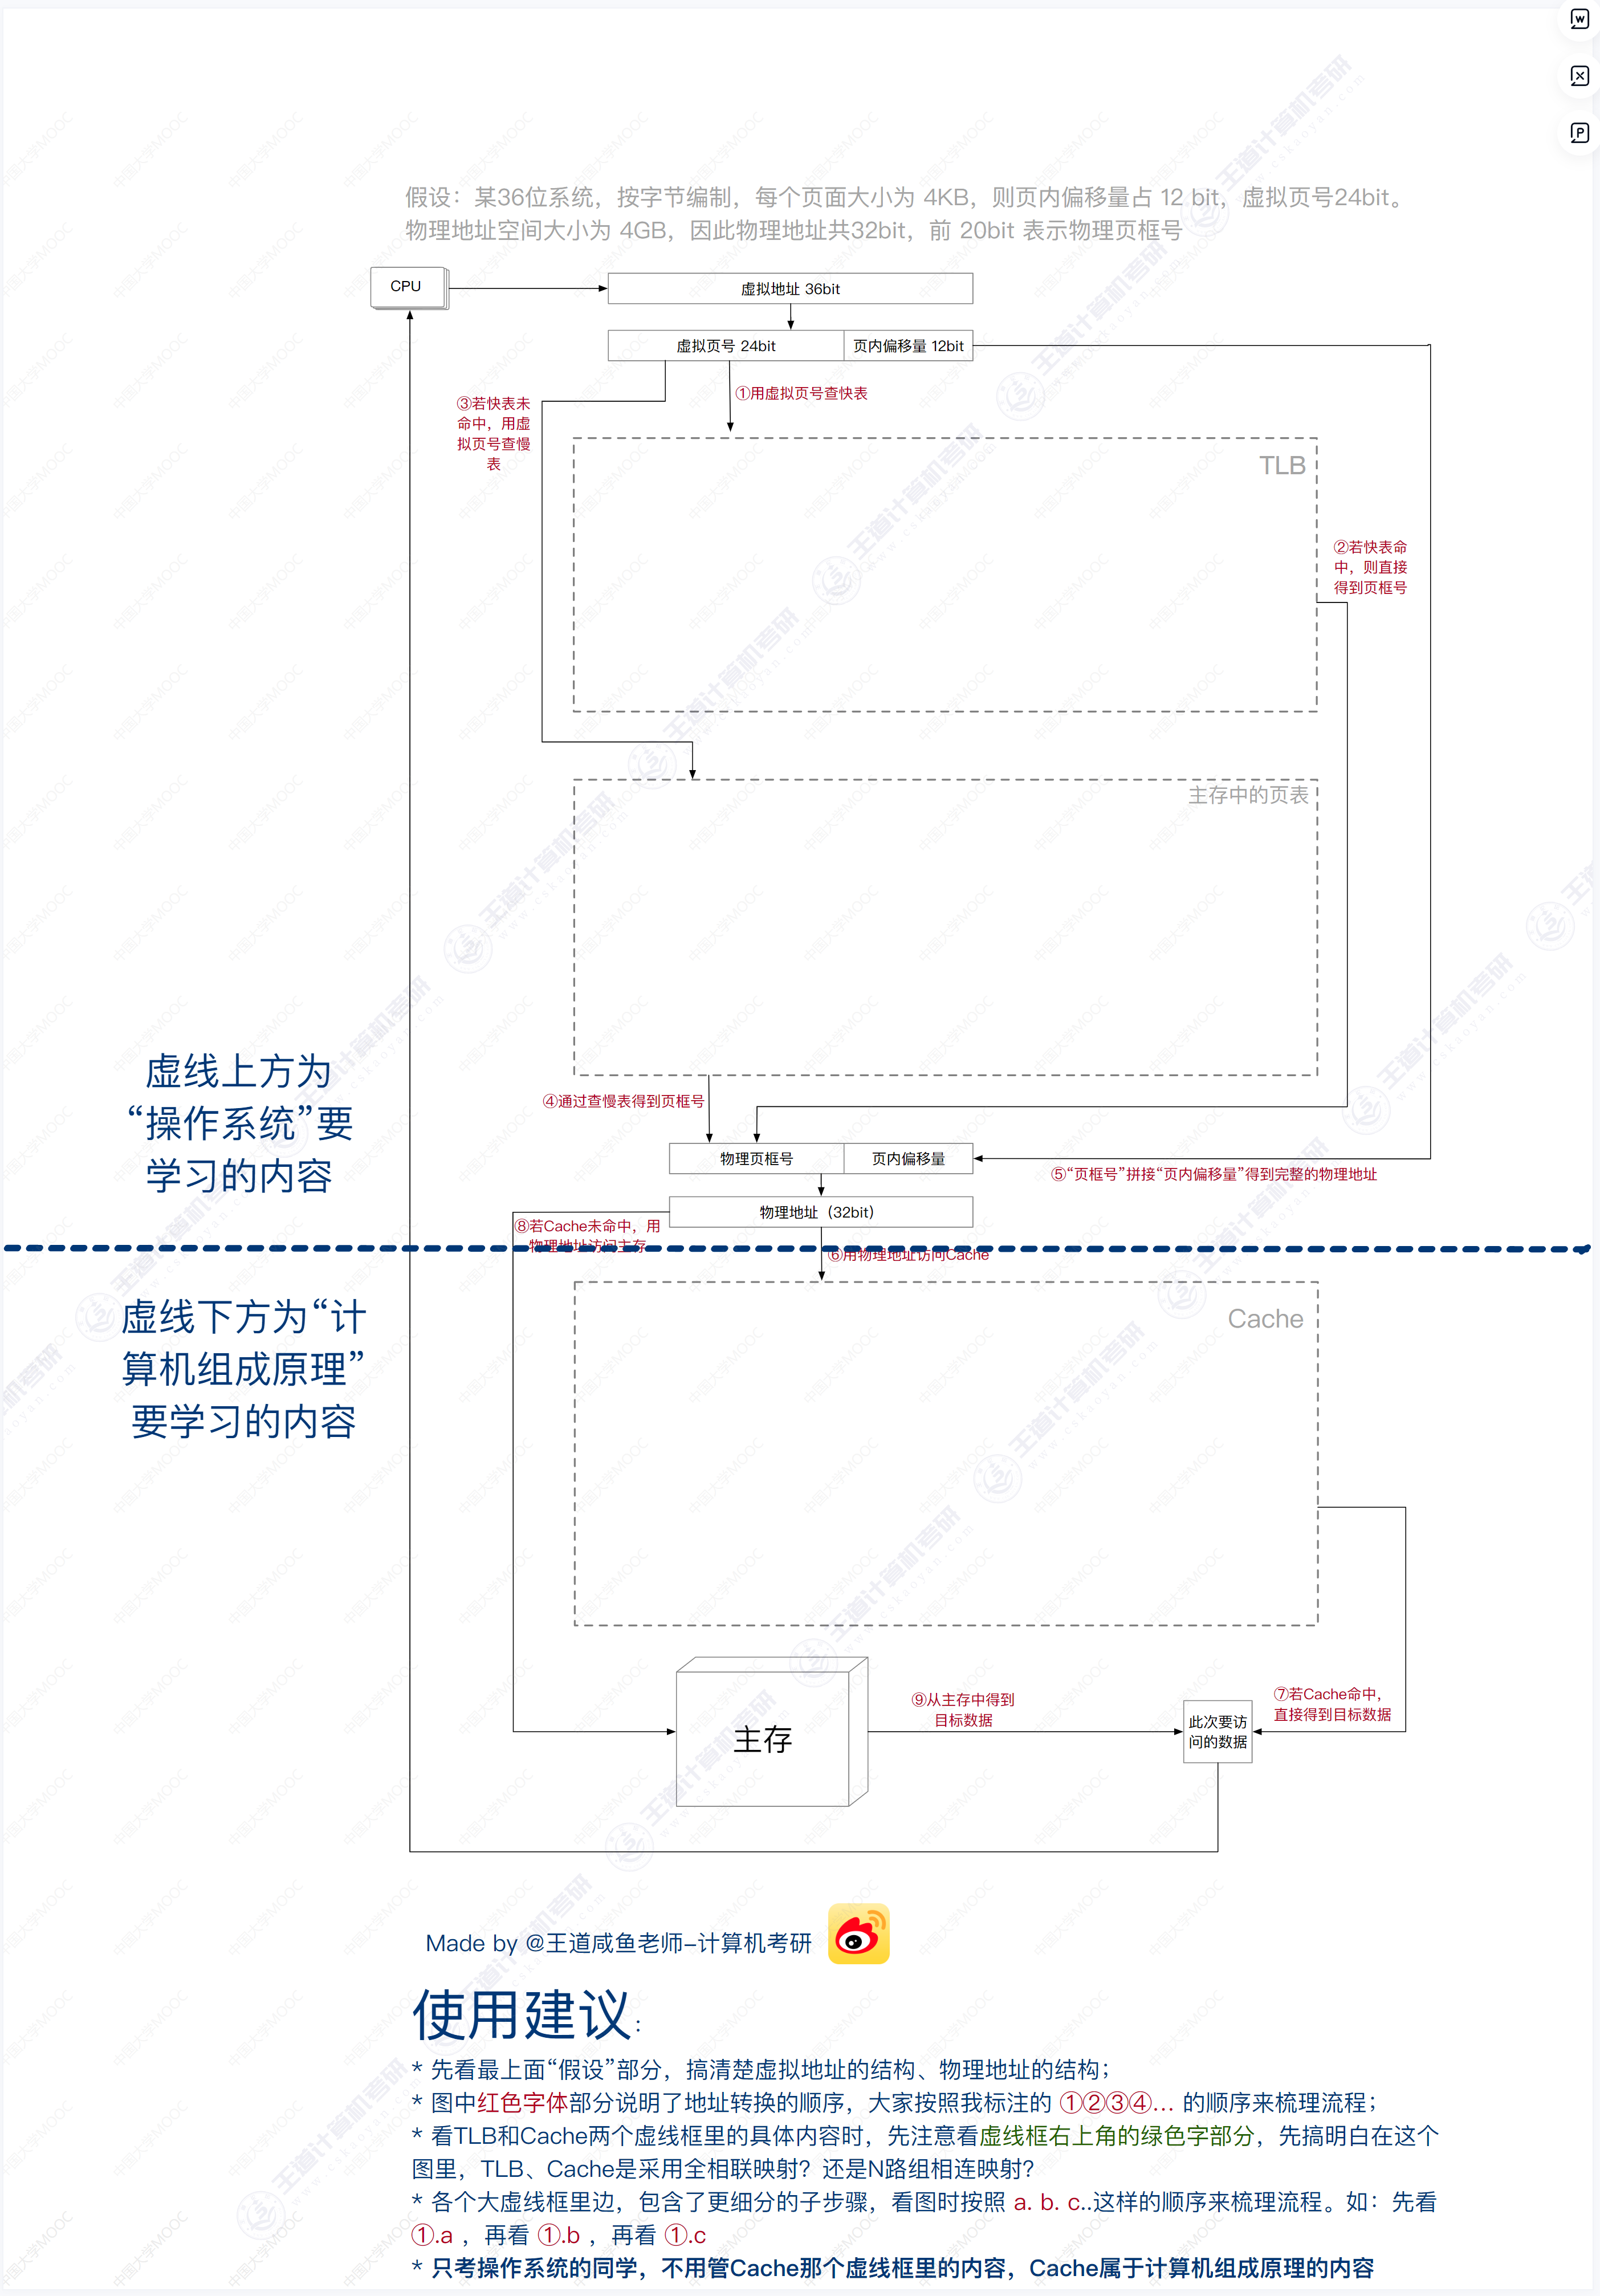 假设：某36位系统，按字节编制，每个页面大小为 4KB，则页内偏移量占 12 bit，虚拟页号24bit。
物理地址空间大小为 4GB，因此物理地址共32bit，前 20bit 表示物理页框号
CPU
虚拟地址 36bit
虚拟页号 24bit
页内偏移量 12bit
①用虚拟页号查快表
③若快表未
命中，用虚
拟页号查慢
表
TLB
②若快表命
中，则直接
得到页框号
主存中的页表
虚线上方为
“操作系统”要
学习的内容
④通过查慢表得到页框号
物理页框号
页内偏移量
⑤“页框号”拼接“页内偏移量”得到完整的物理地址
物理地址（32bit）
⑧若Cache未命中，用
物理地址访问主存
⑥用物理地址访问Cache
虚线下方为“计
算机组成原理”
要学习的内容
Cache
主存
⑨从主存中得到
目标数据
此次要访
问的数据
⑦若Cache命中，
直接得到目标数据
Made by @王道咸鱼老师-计算机考研
使用建议：
* 先看最上面“假设”部分，搞清楚虚拟地址的结构、物理地址的结构；
* 图中红色字体部分说明了地址转换的顺序，大家按照我标注的 ①②③④... 的顺序来梳理流程；
* 看TLB和Cache两个虚线框里的具体内容时，先注意看虚线框右上角的绿色字部分，先搞明白在这个
图里，TLB、Cache是采用全相联映射？还是N路组相连映射？
* 各个大虚线框里边，包含了更细分的子步骤，看图时按照 a. b. c..这样的顺序来梳理流程。如：先看
①.a ，再看 ①.b ，再看 ①.c
* 只考操作系统的同学，不用管Cache那个虚线框里的内容，Cache属于计算机组成原理的内容
王道计算机考研
www.cskaoyan.com
中国大学MOOC